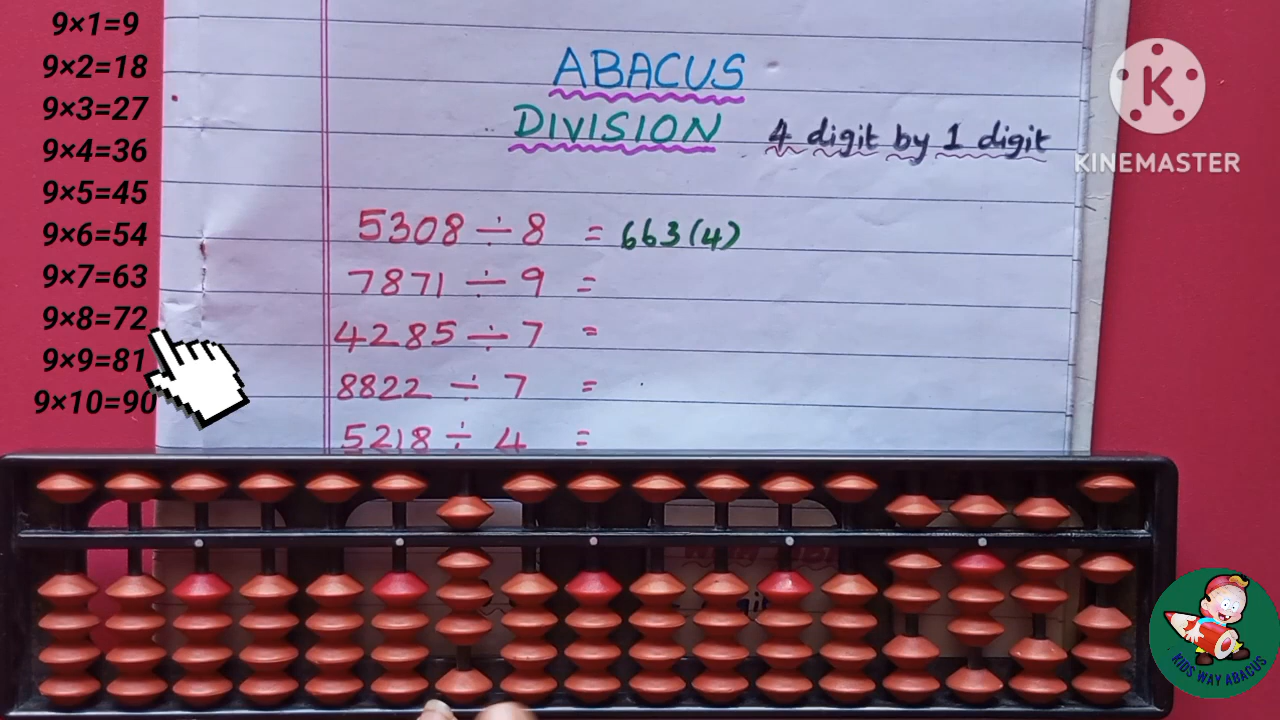 9×1=9
9×2=18
9×3=27
9×4=36
9×5=45
9×6=54
9×7=63
9×8=72
9×9=81
9×10=90
ABACUS
DIVISION 4 digit by 1 digit
5308 ÷ 8 = 663(4)
7871 ÷ 9 =
4285 ÷ 7 =
8822 ÷ 7 =
5218 ÷ 4 =
KINEMASTER
KIDS WAY ABACUS